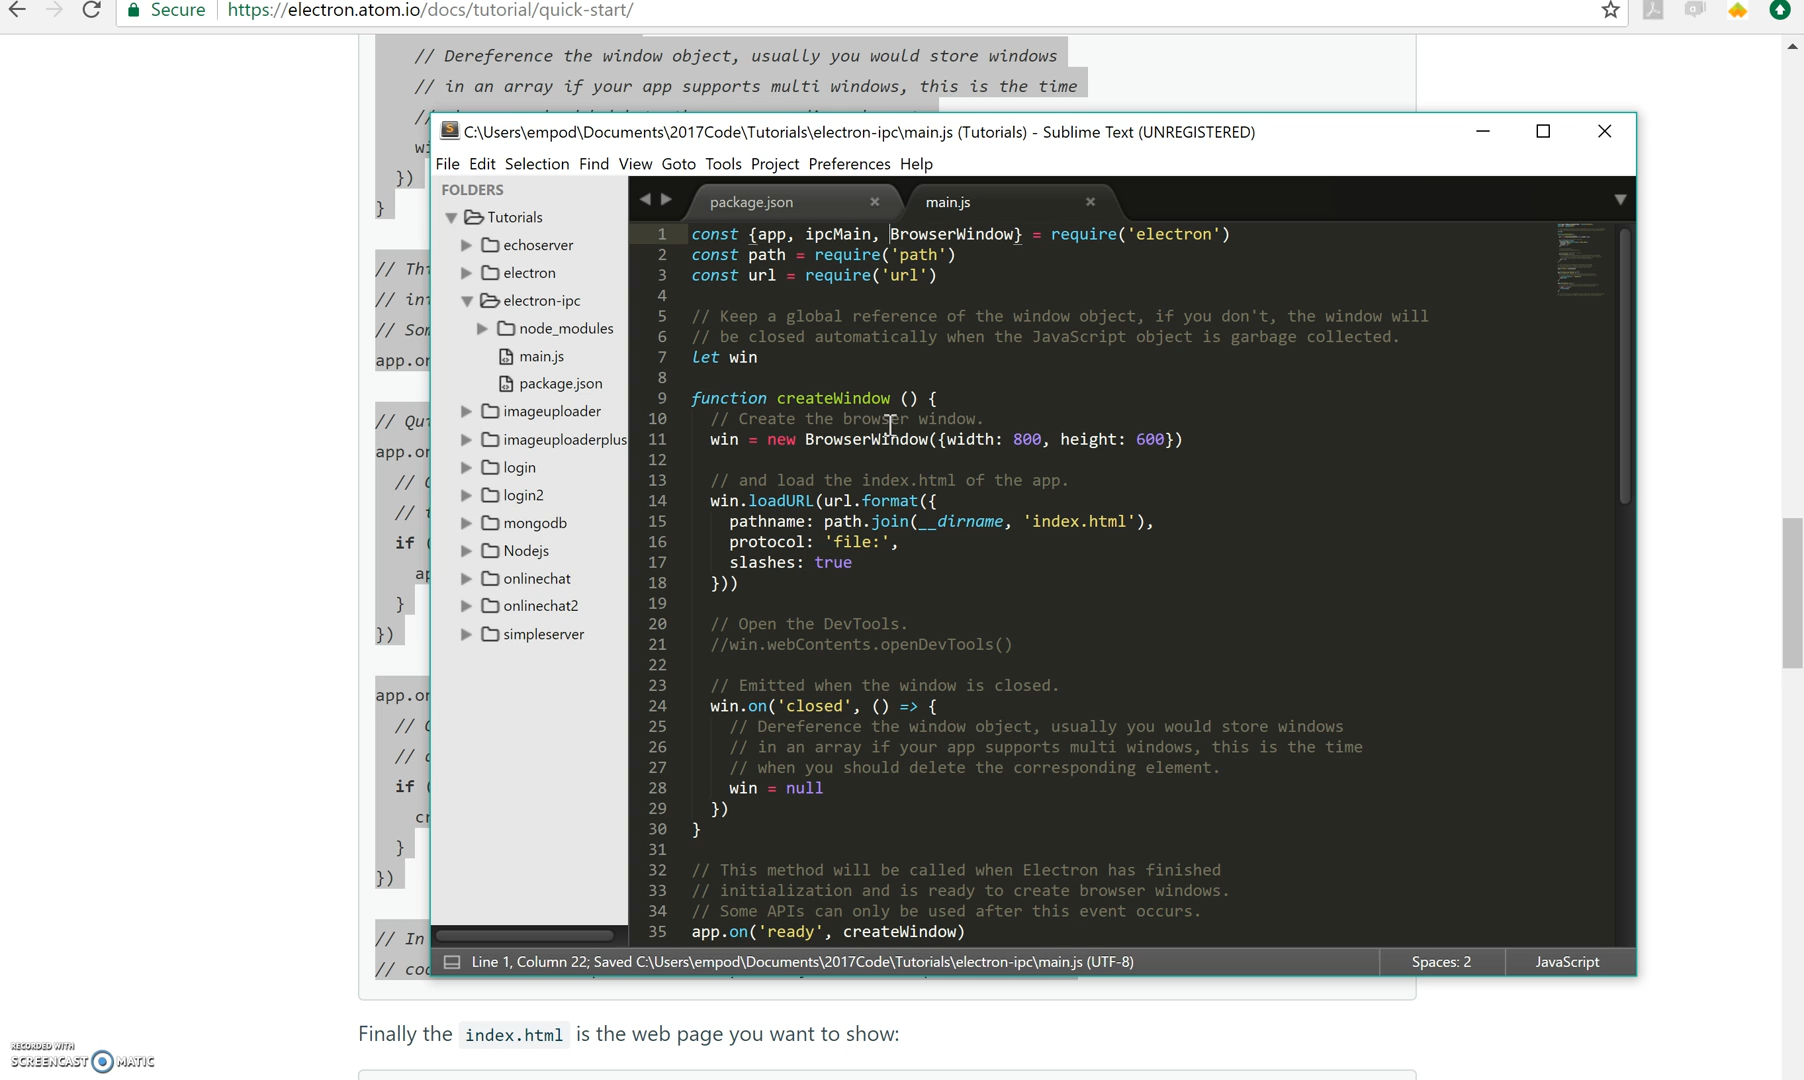 Secure
https://electron.atom.io/docs/tutorial/quick-start/
// Dereference the window object, usually you would store windows
// in an array if your app supports multi windows, this is the time
//
})
}
C:\Users\empod\Documents\2017Code\Tutorials\electron-ipc\main.js (Tutorials) - Sublime Text (UNREGISTERED)
File Edit Selection Find View Goto Tools Project Preferences Help
FOLDERS
Tutorials
echoserver
electron
electron-ipc
node_modules
main.js
package.json
imageuploader
imageuploaderplus
login
login2
mongodb
Nodejs
onlinechat
onlinechat2
simpleserver
package.json
main.js
1 const {app, ipcMain, BrowserWindow} = require('electron')
2 const path = require('path')
3 const url = require('url')
4
5 // Keep a global reference of the window object, if you don't, the window will
6 // be closed automatically when the JavaScript object is garbage collected.
7 let win
8
9 function createWindow () {
10 // Create the browser window.
11 win = new BrowserWindow({width: 800, height: 600})
12
13 // and load the index.html of the app.
14 win.loadURL(url.format({
15 pathname: path.join(__dirname, 'index.html'),
16 protocol: 'file:',
17 slashes: true
18 }))
19
20 // Open the DevTools.
21 //win.webContents.openDevTools()
22
23 // Emitted when the window is closed.
24 win.on('closed', () => {
25 // Dereference the window object, usually you would store windows
26 // in an array if your app supports multi windows, this is the time
27 // when you should delete the corresponding element.
28 win = null
29 })
30 }
31
32 // This method will be called when Electron has finished
33 // initialization and is ready to create browser windows.
34 // Some APIs can only be used after this event occurs.
35 app.on('ready', createWindow)
Line 1, Column 22; Saved C:\Users\empod\Documents\2017Code\Tutorials\electron-ipc\main.js (UTF-8)
Spaces: 2
JavaScript
if (
}
})
if (
}
})
// In
Finally the index.html is the web page you want to show:
RECORDED WITH
SCREENCAST MATIC